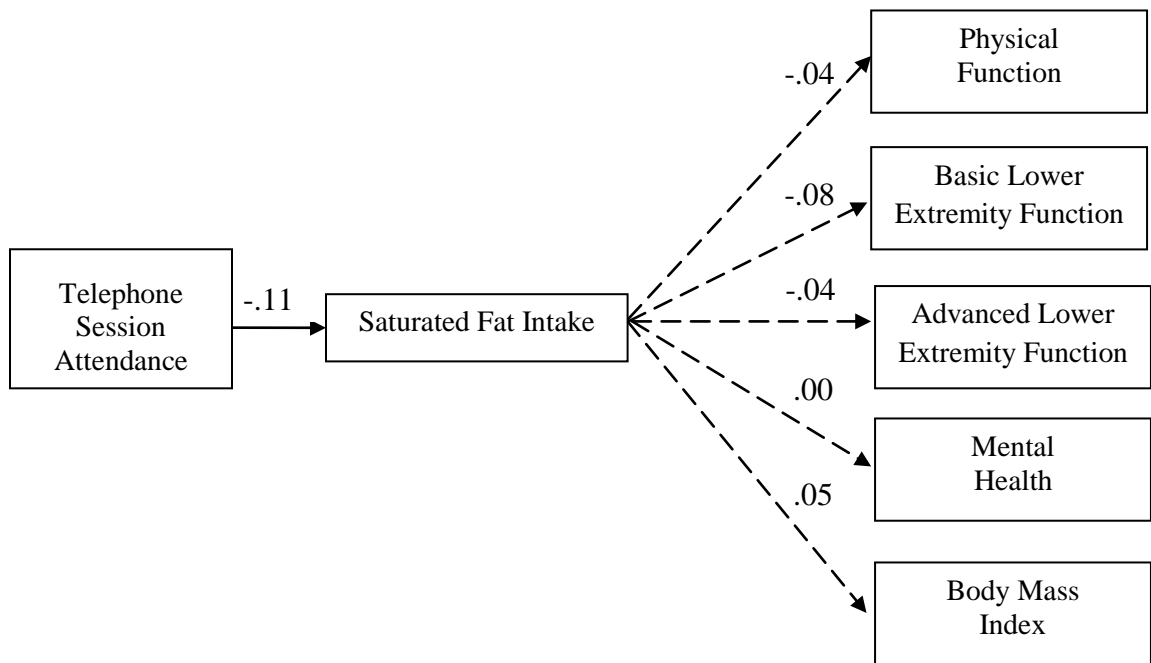 Telephone
Session
Attendance
-.11
Saturated Fat Intake
-.04
Physical
Function
-.08
Basic Lower
Extremity Function
-.04
Advanced Lower
Extremity Function
.00
Mental
Health
.05
Body Mass
Index